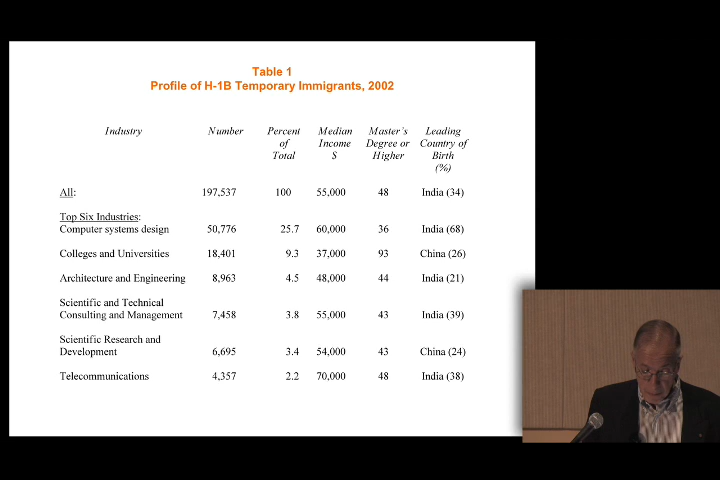 Table 1
Profile of H-1B Temporary Immigrants, 2002
Industry Number Percent of Total Median Income $ Master's Degree or Higher Leading Country of Birth (%)
All: 197,537 100 55,000 48 India (34)
Top Six Industries:
Computer systems design 50,776 25.7 60,000 36 India (68)
Colleges and Universities 18,401 9.3 37,000 93 China (26)
Architecture and Engineering 8,963 4.5 48,000 44 India (21)
Scientific and Technical
Consulting and Management 7,458 3.8 55,000 43 India (39)
Scientific Research and
Development 6,695 3.4 54,000 43 China (24)
Telecommunications 4,357 2.2 70,000 48 India (38)